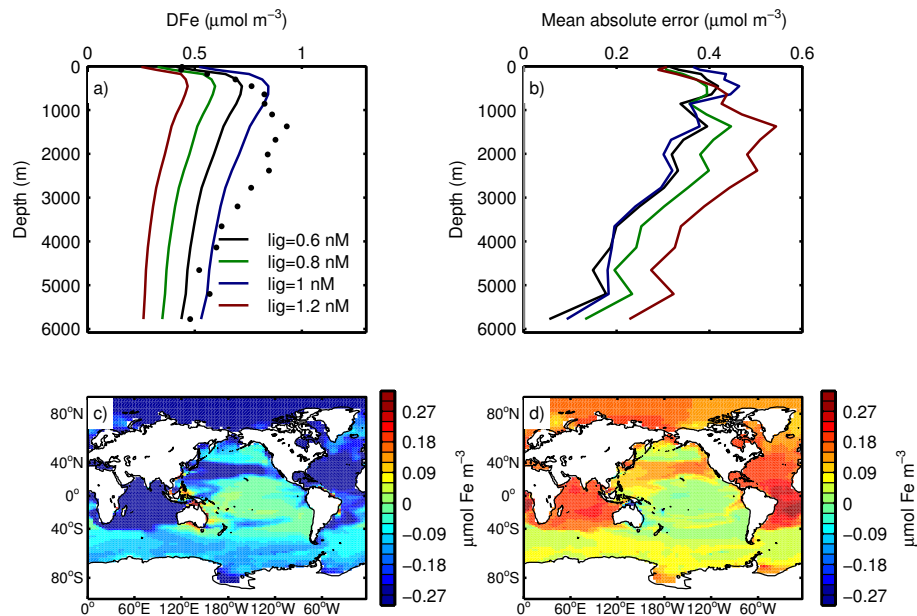 DFe (μmol m⁻³)
Mean absolute error (μmol m⁻³)
0 0.5 1
0 0.2 0.4 0.6
a)
b)
0
1000
2000
3000
4000
5000
6000
Depth (m)
lig=0.6 nM
lig=0.8 nM
lig=1 nM
lig=1.2 nM
0
1000
2000
3000
4000
5000
6000
Depth (m)
c)
80°N
40°N
0°
40°S
80°S
0° 60°E 120°E 180°W 120°W 60°W 0°
0.27
0.18
0.09
0
−0.09
−0.18
−0.27
μmol Fe m⁻³
d)
80°N
40°N
0°
40°S
80°S
0° 60°E 120°E 180°W 120°W 60°W 0°
0.27
0.18
0.09
0
−0.09
−0.18
−0.27
μmol Fe m⁻³